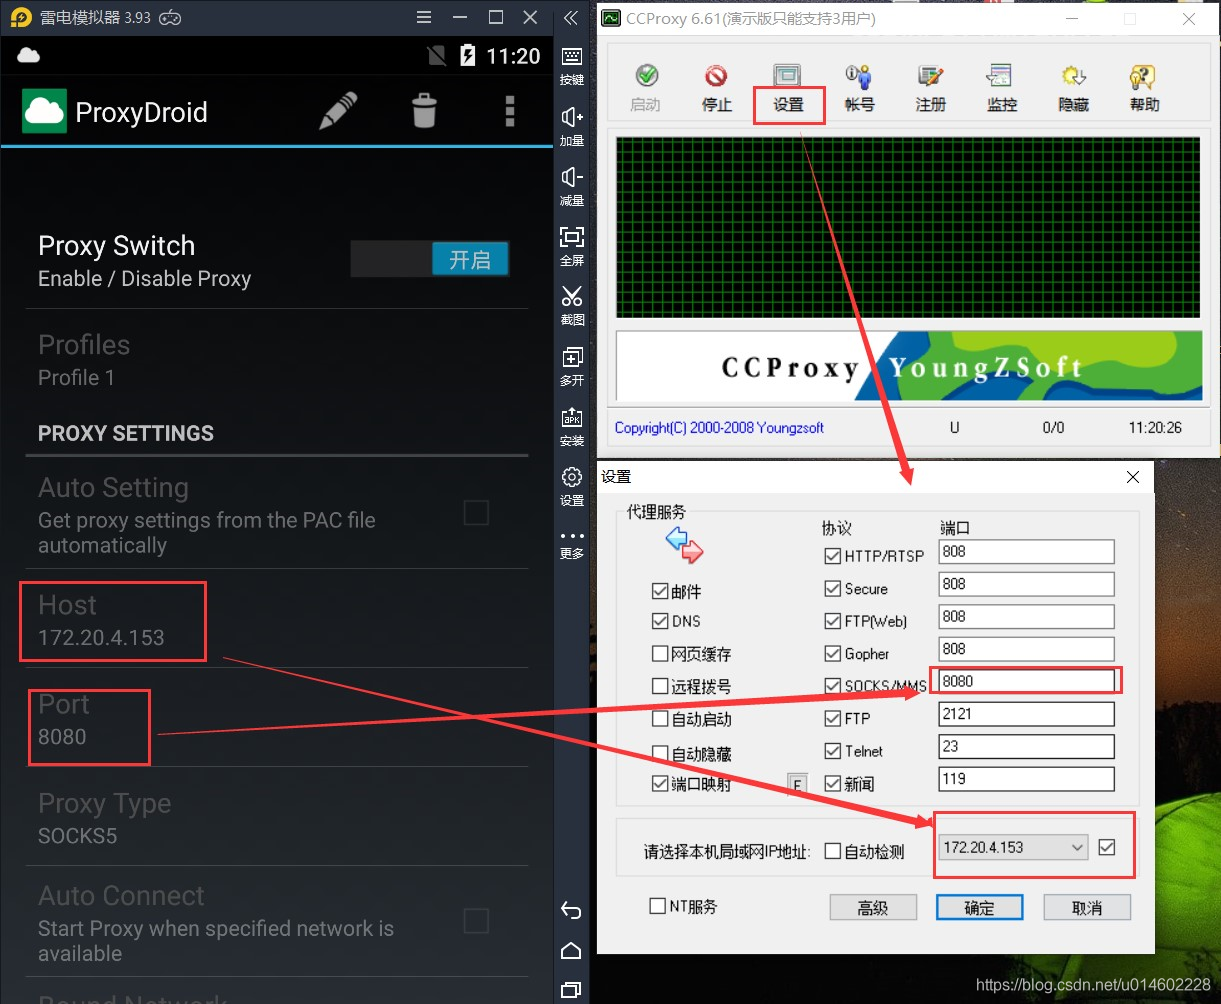 雷电模拟器 3.93
11:20
ProxyDroid
Proxy Switch
Enable / Disable Proxy
开启
Profiles
Profile 1
PROXY SETTINGS
Auto Setting
Get proxy settings from the PAC file
automatically
Host
172.20.4.153
Port
8080
Proxy Type
SOCKS5
Auto Connect
Start Proxy when specified network is
available
Bound Network
按键
加量
减量
全屏
截图
多开
APK
安装
设置
更多
CCProxy 6.61(演示版只能支持3用户)
启动
停止
设置
帐号
注册
监控
隐藏
帮助
CCProxy YoungZSoft
Copyright(C) 2000-2008 Youngzsoft
U
0/0
11:20:26
设置
代理服务
协议
端口
邮件
DNS
网页缓存
远程拨号
自动启动
自动隐藏
端口映射
E
HTTP/RTSP
808
Secure
808
FTP(Web)
808
Gopher
808
SOCKS/MMS
8080
FTP
2121
Telnet
23
新闻
119
请选择本机局域网IP地址:
自动检测
172.20.4.153
NT服务
高级
确定
取消
https://blog.csdn.net/u014602228